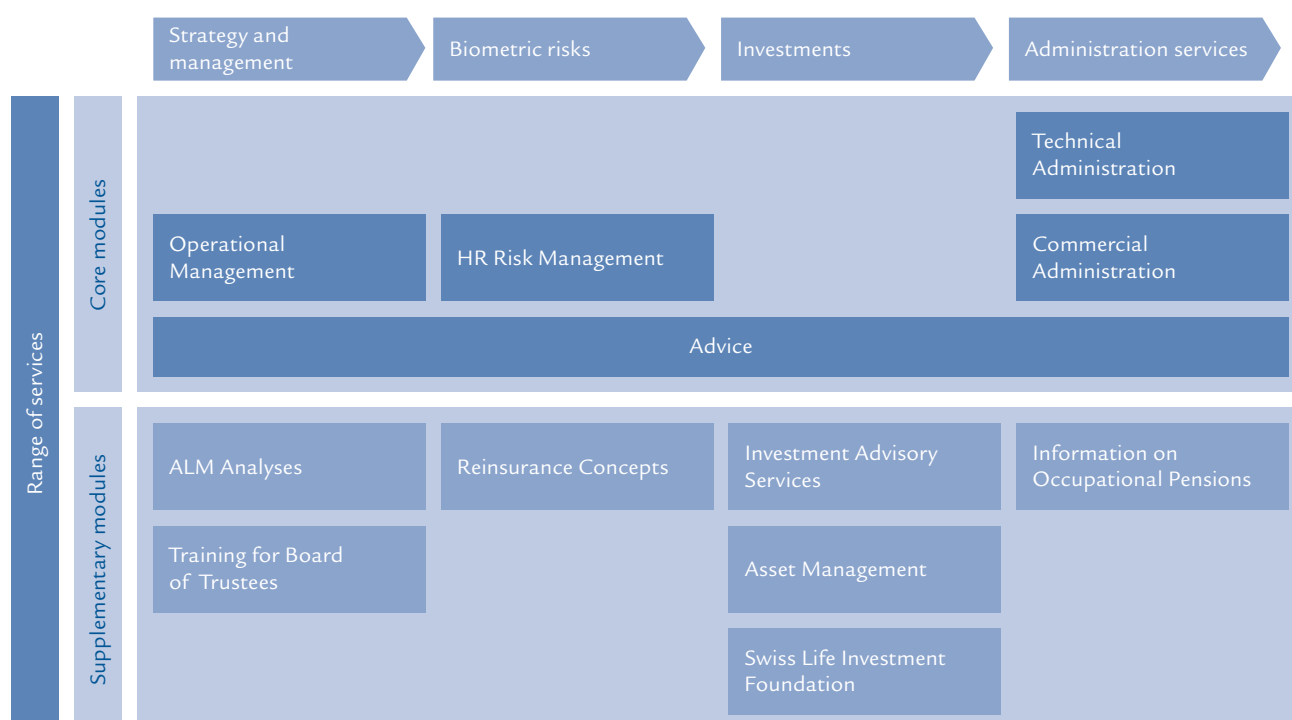 Strategy and
management
Biometric risks
Investments
Administration services
Range of services
Core modules
Technical
Administration
Operational
Management
HR Risk Management
Commercial
Administration
Advice
Supplementary modules
ALM Analyses
Reinsurance Concepts
Investment Advisory
Services
Information on
Occupational Pensions
Training for Board
of Trustees
Asset Management
Swiss Life Investment
Foundation